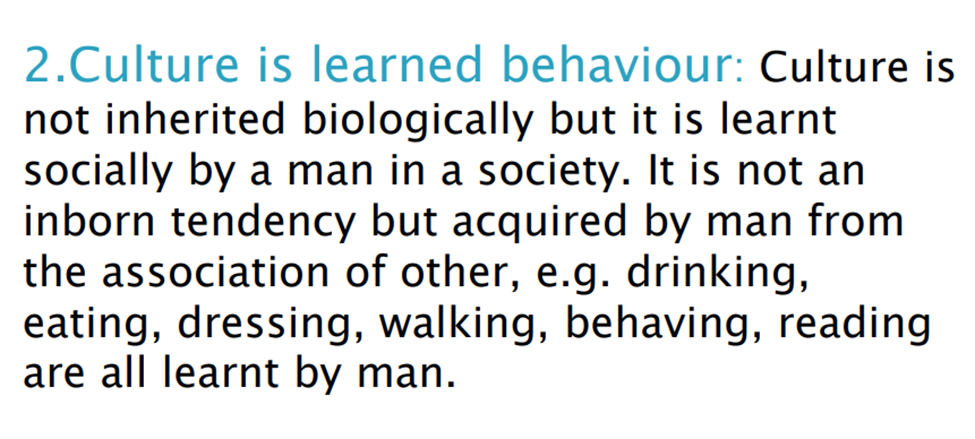 2.Culture is learned behaviour: Culture is
not inherited biologically but it is learnt
socially by a man in a society. It is not an
inborn tendency but acquired by man from
the association of other, e.g. drinking,
eating, dressing, walking, behaving, reading
are all learnt by man.